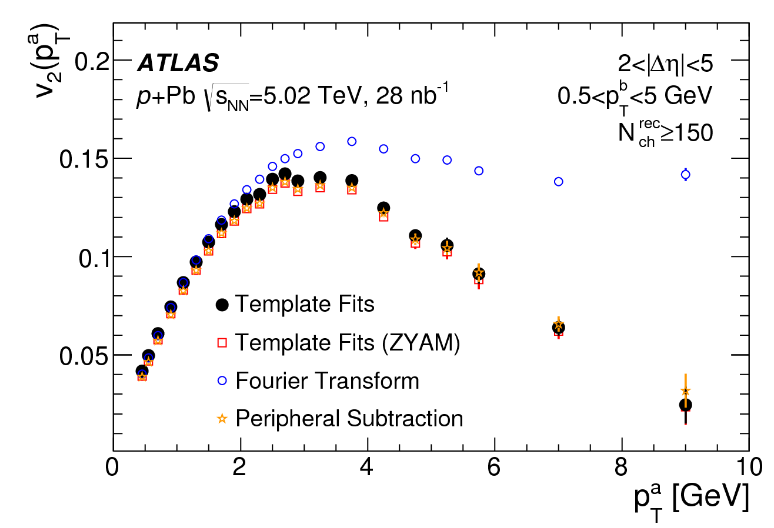 v₂(pᵀᵃ)
0.2
0.15
0.1
0.05
ATLAS
p+Pb √sNN=5.02 TeV, 28 nb⁻¹
2<|Δη|<5
0.5<pTᵇ<5 GeV
Nchʳᵉᶜ≥150
Template Fits
Template Fits (ZYAM)
Fourier Transform
Peripheral Subtraction
0 2 4 6 8 10
pTᵃ [GeV]